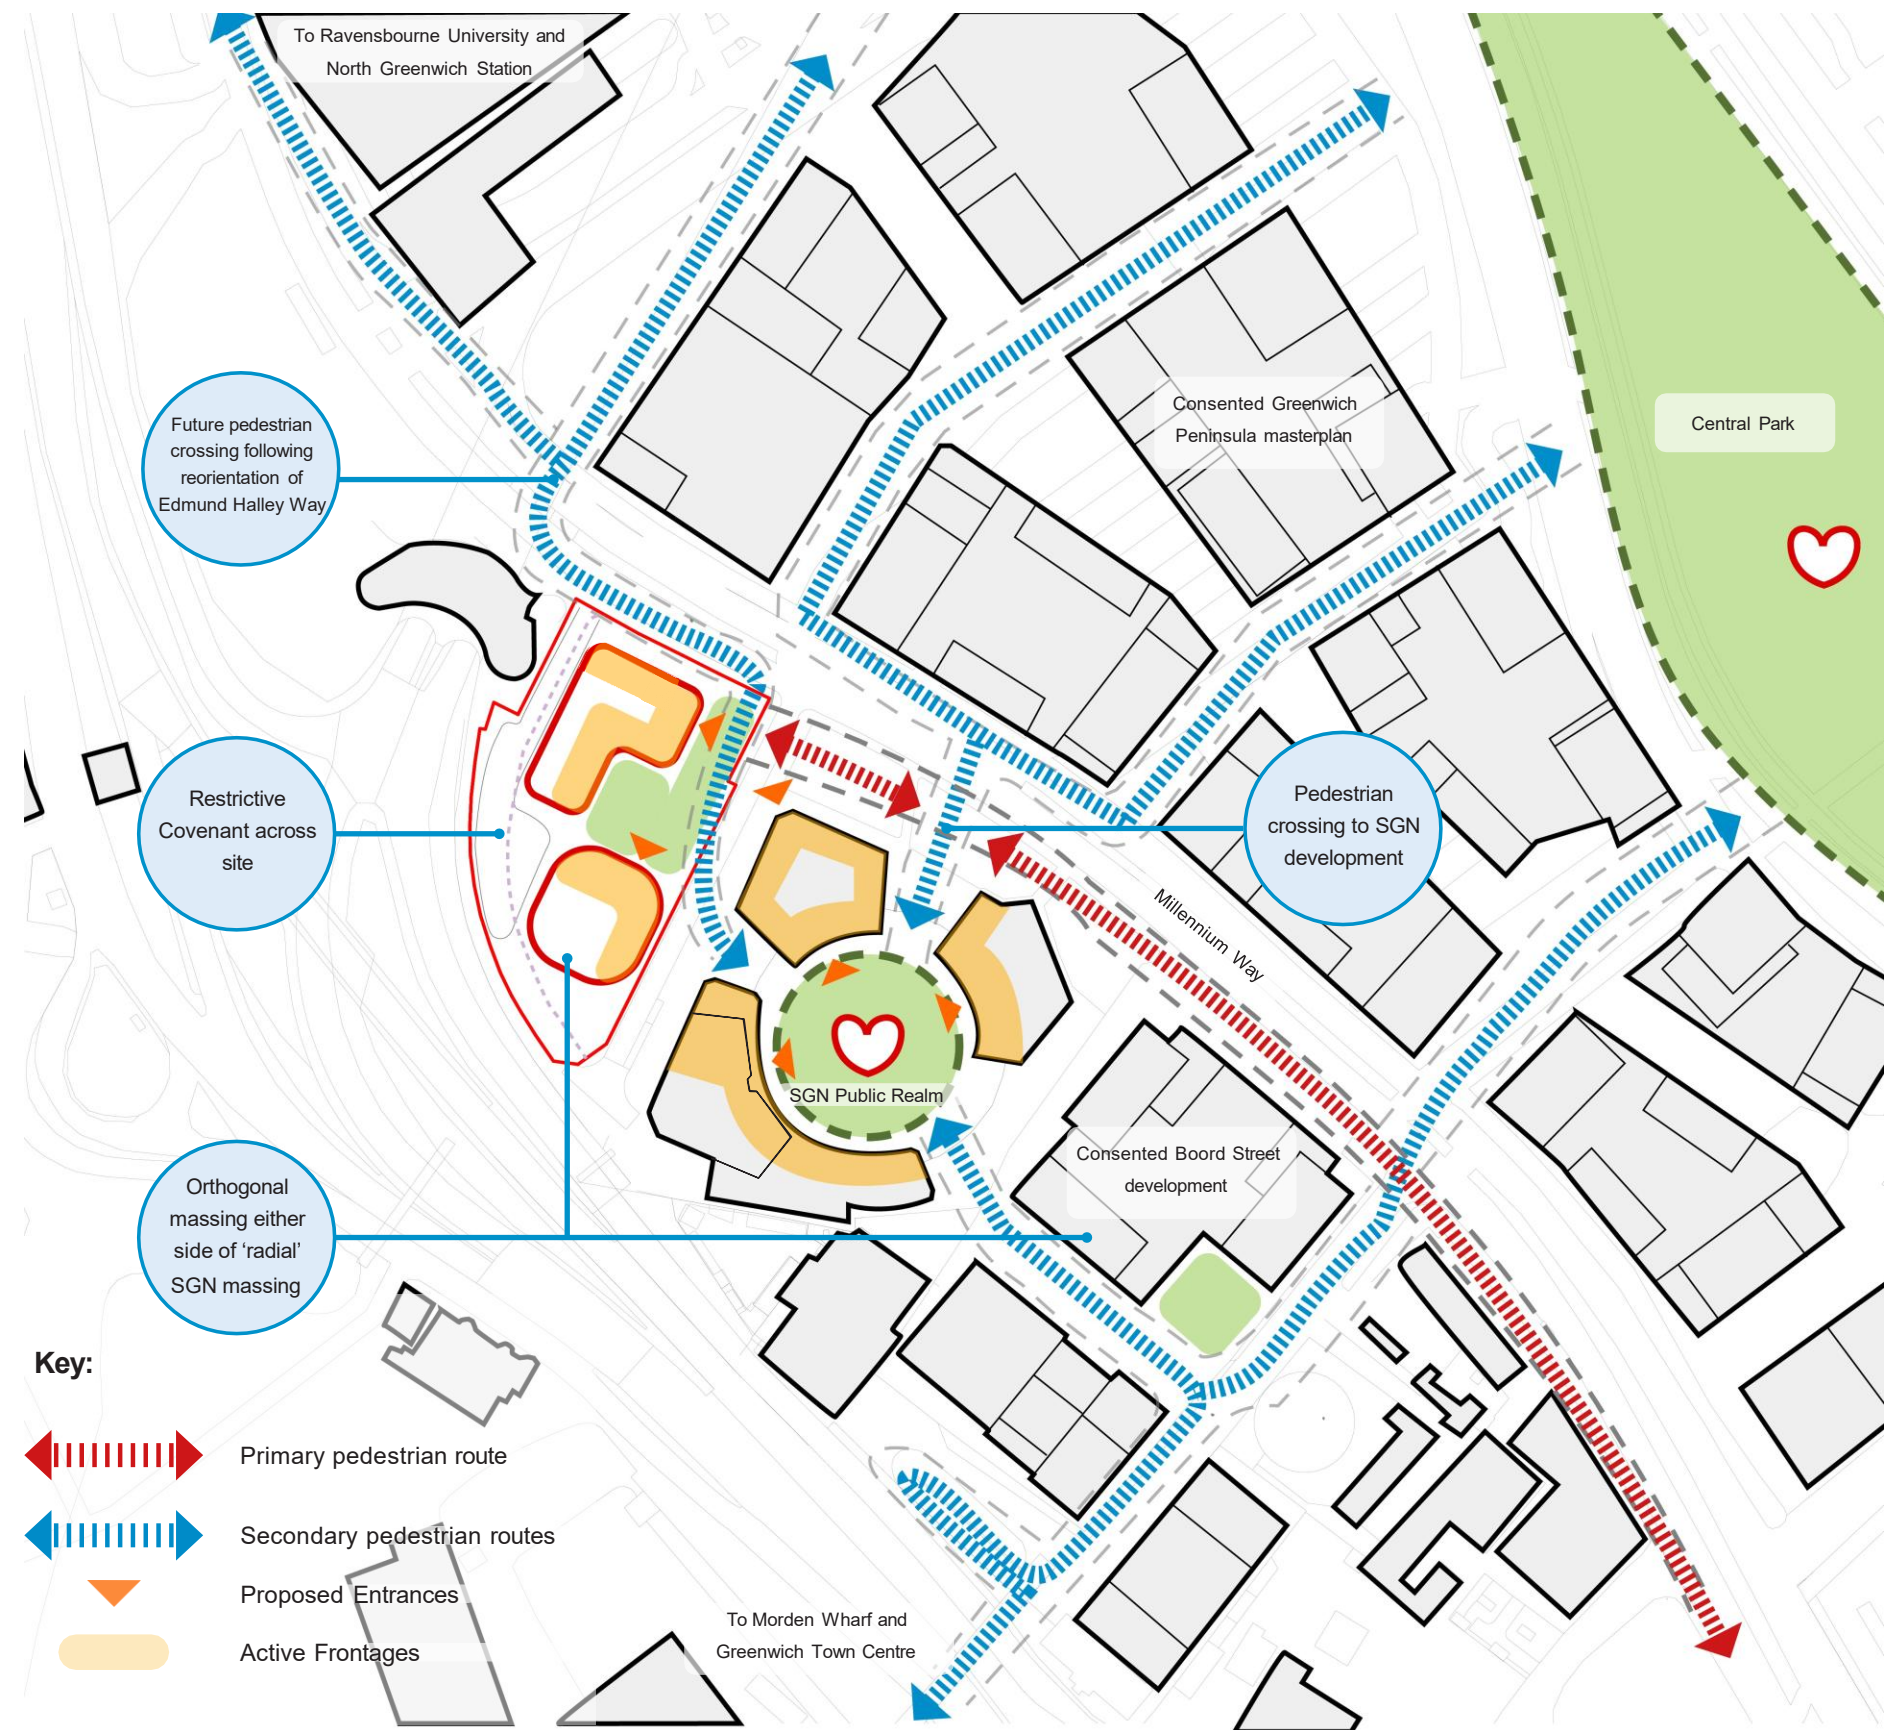 To Ravensbourne University and
North Greenwich Station
Future pedestrian
crossing following
reorientation of
Edmund Halley Way
Consented Greenwich
Peninsula masterplan
Central Park
Restrictive
Covenant across
site
Pedestrian
crossing to SGN
development
Millennium Way
SGN Public Realm
Consented Boord Street
development
Orthogonal
massing either
side of ‘radial’
SGN massing
Key:
Primary pedestrian route
Secondary pedestrian routes
Proposed Entrances
Active Frontages
To Morden Wharf and
Greenwich Town Centre